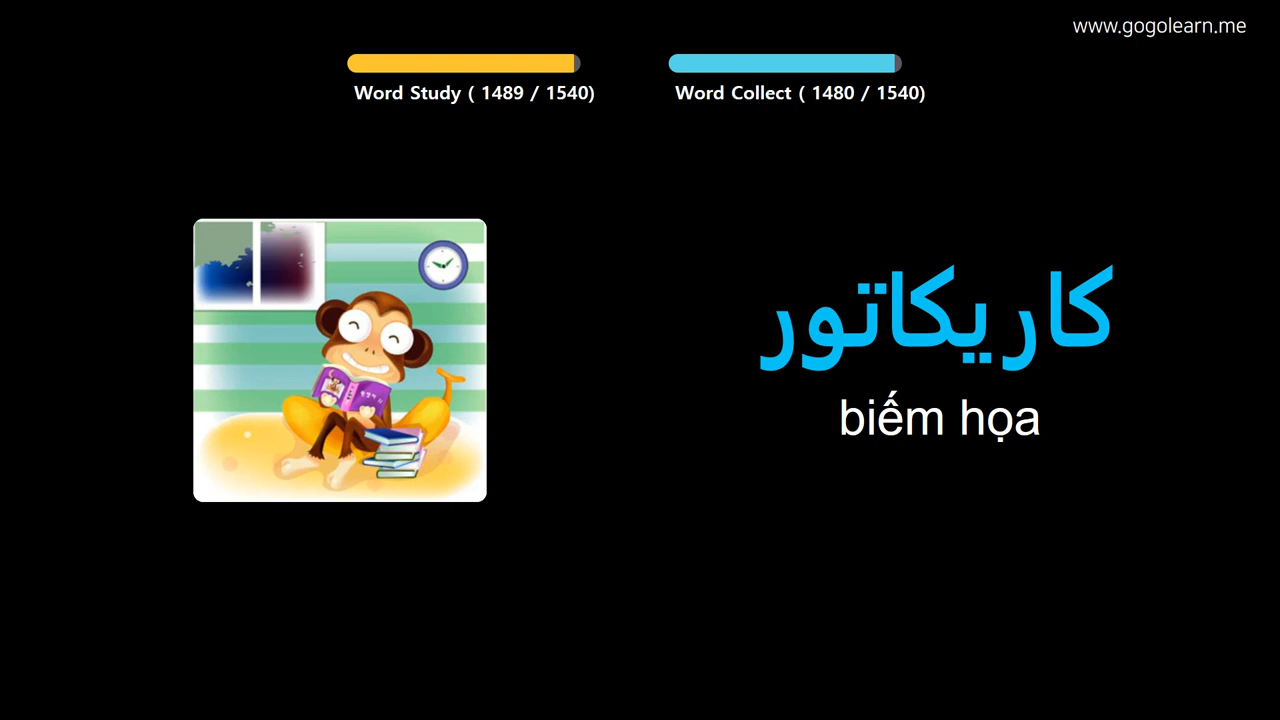 www.gogolearn.me
Word Study ( 1489 / 1540)
Word Collect ( 1480 / 1540)
کاریکاتور
biếm họa